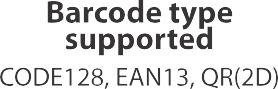 Barcode type
supported
CODE128, EAN13, QR(2D)